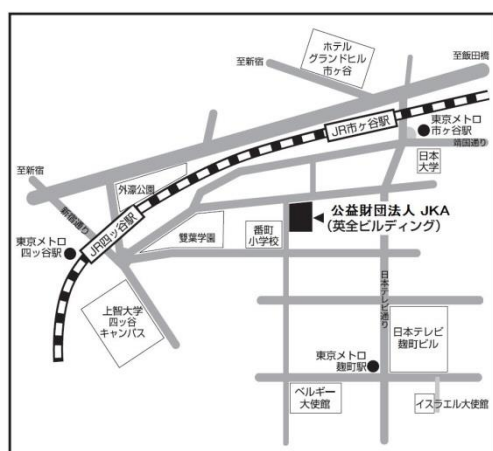 ホテル
グランドヒル
市ヶ谷
至新宿
至飯田橋
JR市ヶ谷駅
東京メトロ
市ヶ谷駅
靖国通り
日本
大学
至新宿
外濠公園
新宿通り
JR四ッ谷駅
東京メトロ
四ッ谷駅
雙葉学園
番町
小学校
公益財団法人 JKA
(英全ビルディング)
上智大学
四ッ谷
キャンパス
日本テレビ通り
日本テレビ
麹町ビル
東京メトロ
麹町駅
ベルギー
大使館
イスラエル大使館